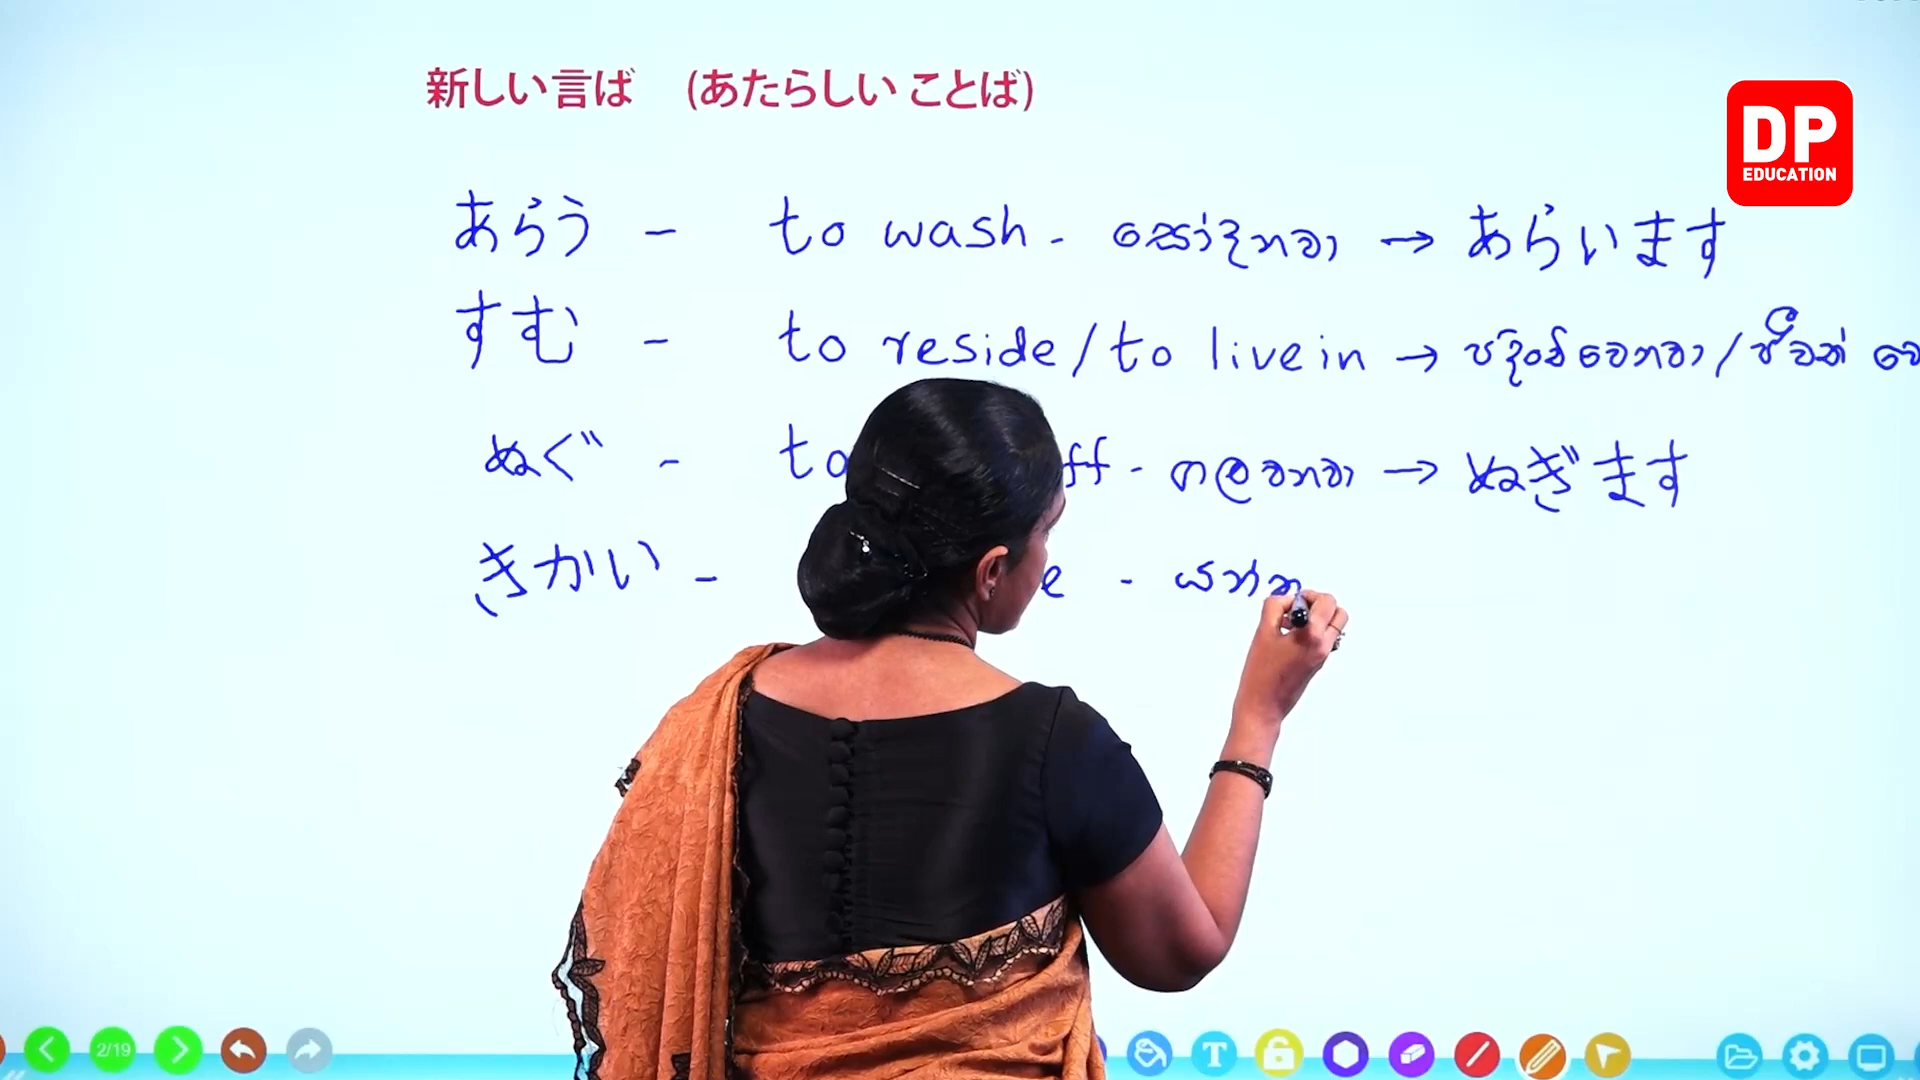 新しい言ば (あたらしい ことば)
DP
EDUCATION
あらう - to wash - සෝදනවා → あらいます
すむ - to reside / to live in → පදිංචි වෙනවා / ජීවත් වෙ
ぬぐ - to ff - ගලවනවා → ぬぎます
きかい - e - යන්ත
2/19
T